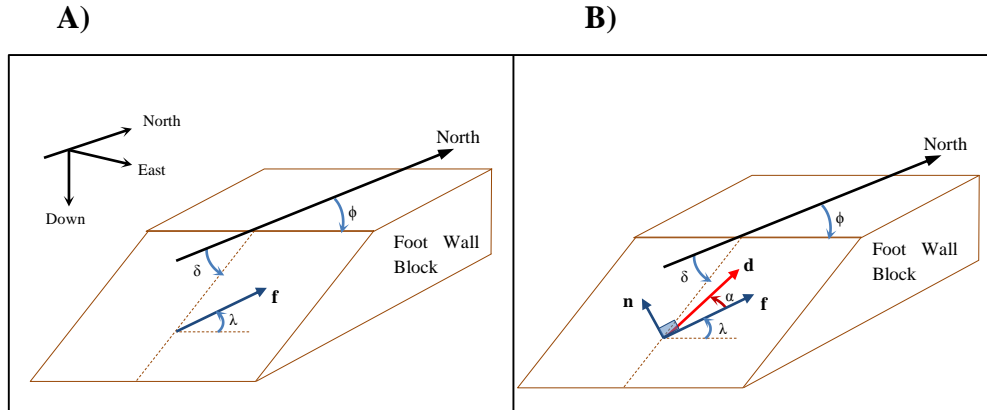 A)
B)
North
East
Down
North
ϕ
δ
Foot Wall
Block
f
λ
North
ϕ
δ
d
Foot Wall
Block
n
α
f
λ